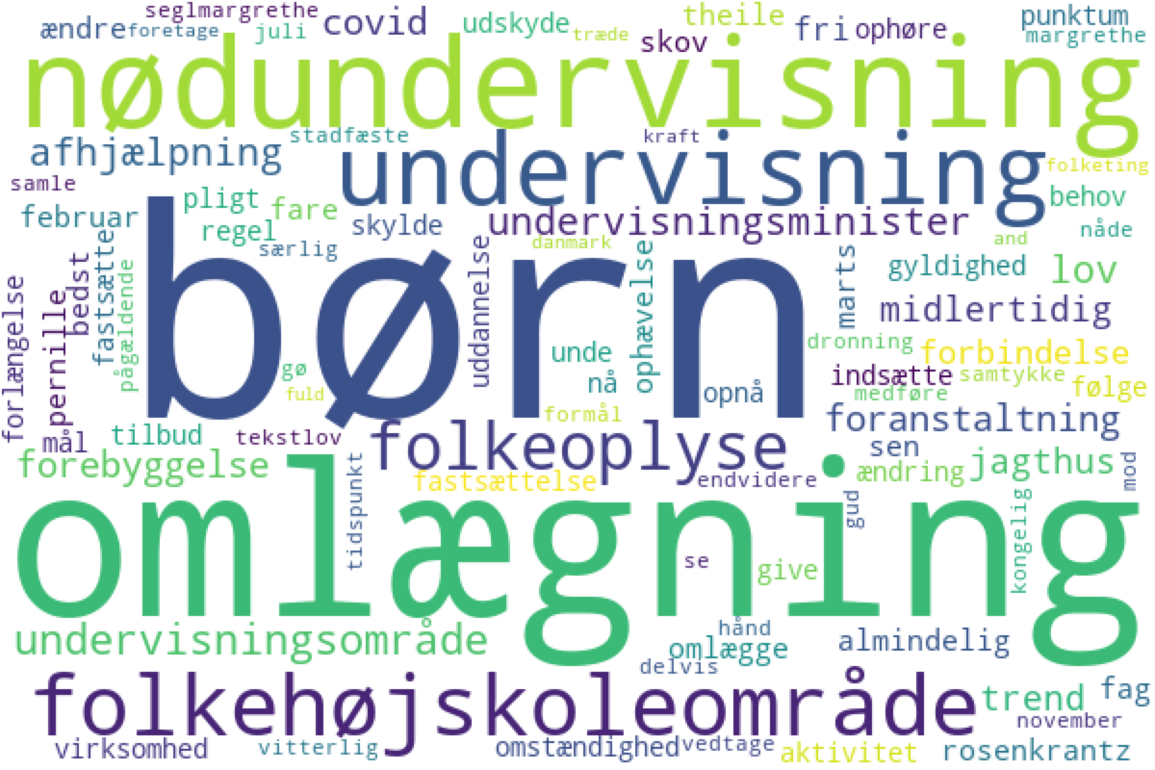 seglmargrethe
ændre foretage juli covid udskyde træde skov theile fri ophøre punktum margrethe
nødundervisning
stadfæste kraft
afhjælpning undervisning folketing
samle pligt fare behov
februar regel skylde undervisningsminister nåde
særlig danmark and
fastsætte bedst pågældende uddannelse ophævelse marts gyldighed lov
forlængelse pernille børn midlertidig
dronning forbindelse
gø unde nå indsætte samtykke
fuld opnå medføre følge
formål foranstaltning
mål tilbud tekstlov folkeoplyse sen
forebyggelse tidspunkt fastsættelse endvidere ændring jagthus mod
omlægning gud kongelig
se give
undervisningsområde hånd omlægge almindelig
delvis
folkehøjskoleområde trend fag
november
virksomhed vitterlig omstændighed vedtage aktivitet rosenkrantz